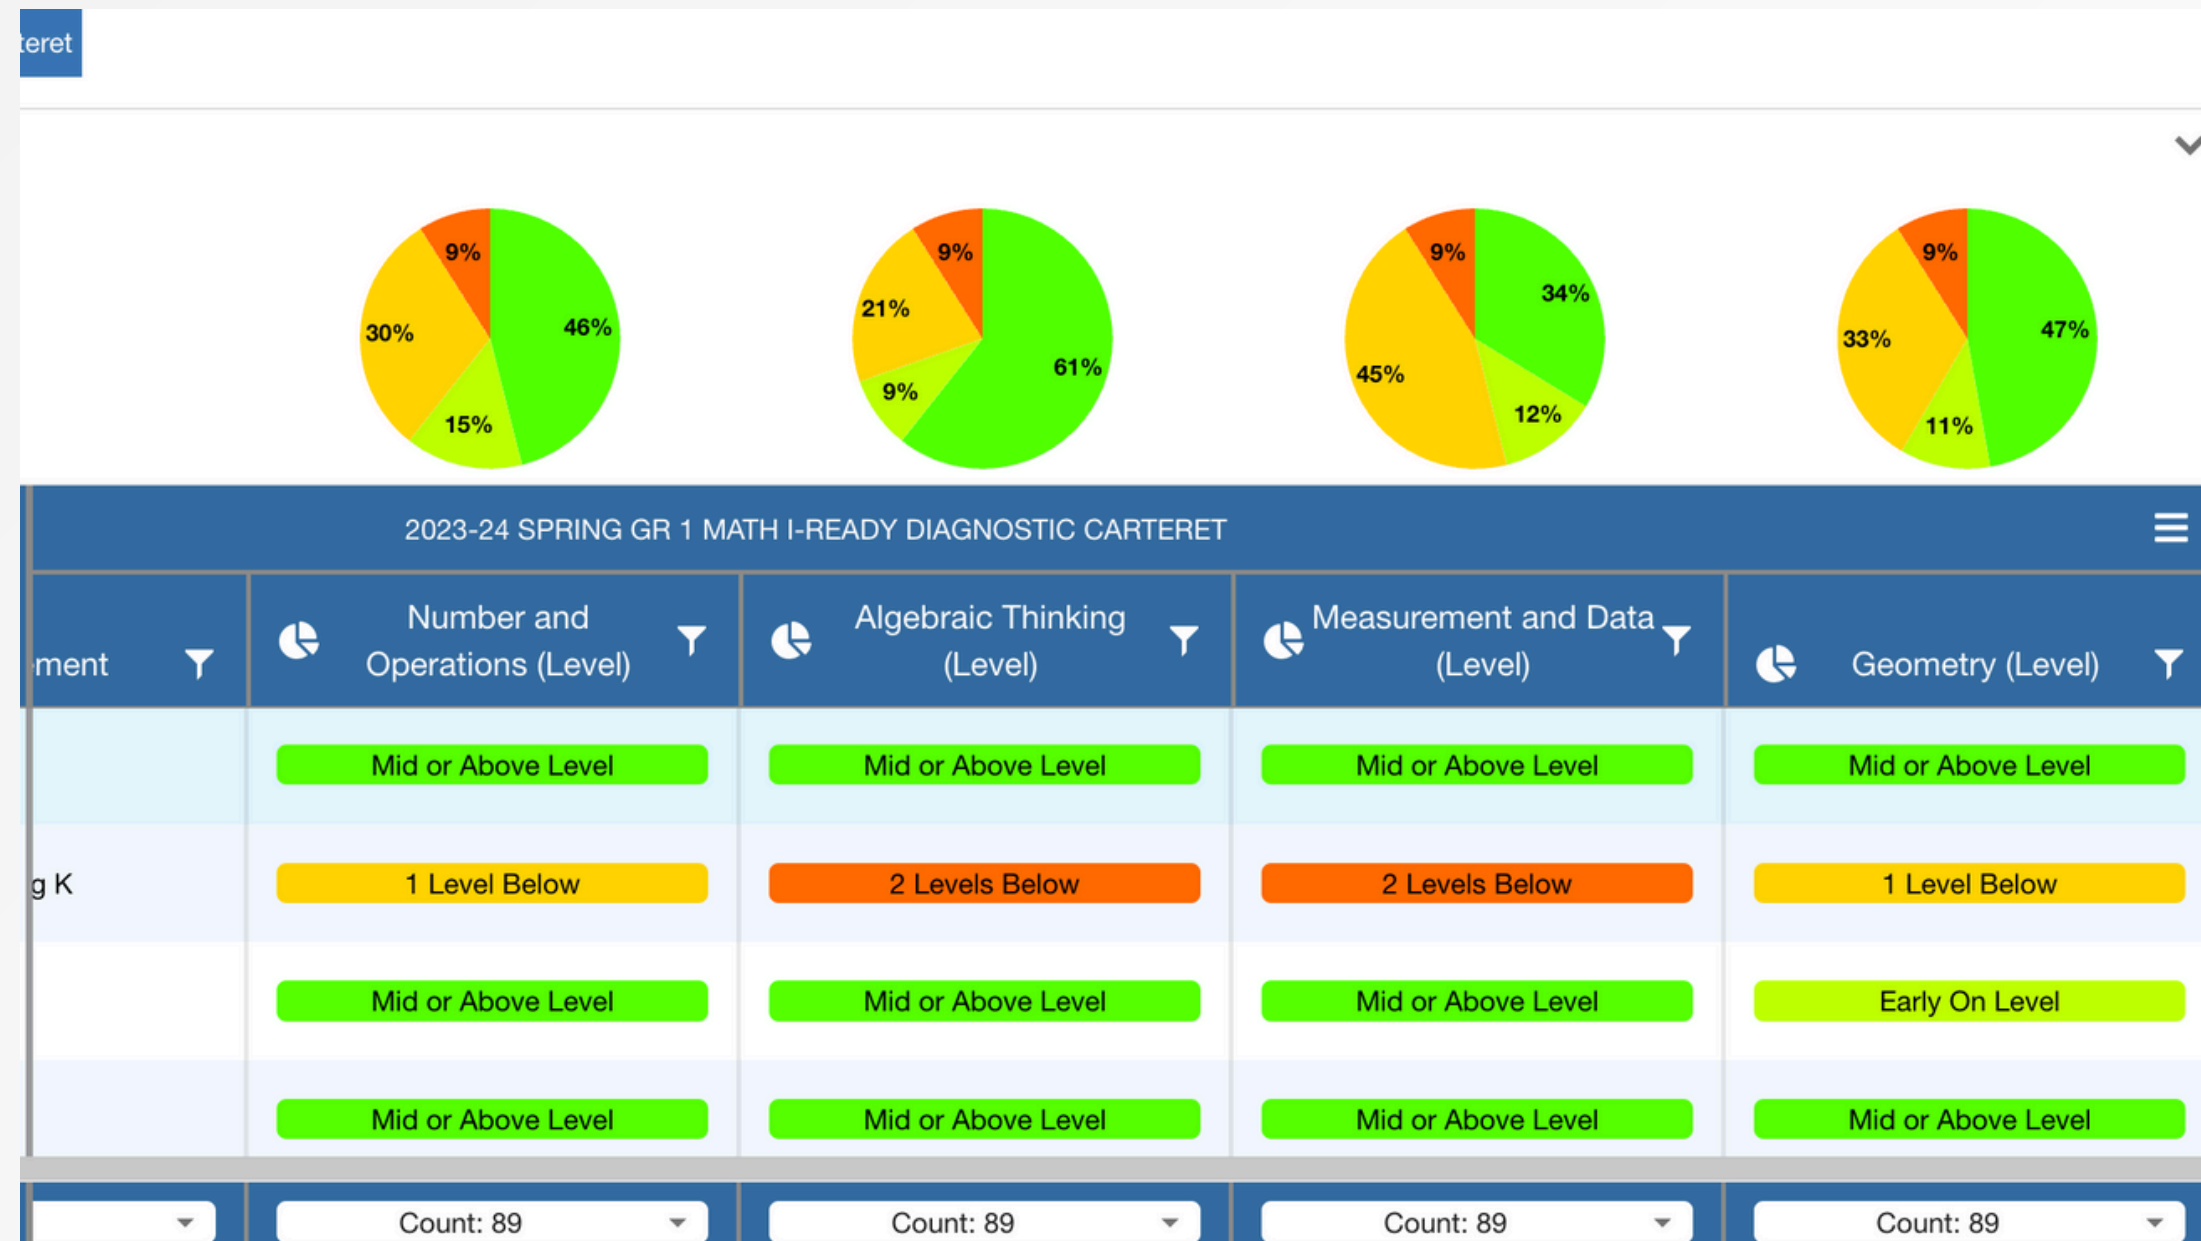 teret
9%
46%
30%
15%
9%
21%
61%
9%
9%
34%
45%
12%
9%
47%
33%
11%
2023-24 SPRING GR 1 MATH I-READY DIAGNOSTIC CARTERET
ment
Number and
Operations (Level)
Algebraic Thinking
(Level)
Measurement and Data
(Level)
Geometry (Level)
Mid or Above Level
Mid or Above Level
Mid or Above Level
Mid or Above Level
g K
1 Level Below
2 Levels Below
2 Levels Below
1 Level Below
Mid or Above Level
Mid or Above Level
Mid or Above Level
Early On Level
Mid or Above Level
Mid or Above Level
Mid or Above Level
Mid or Above Level
Count: 89
Count: 89
Count: 89
Count: 89